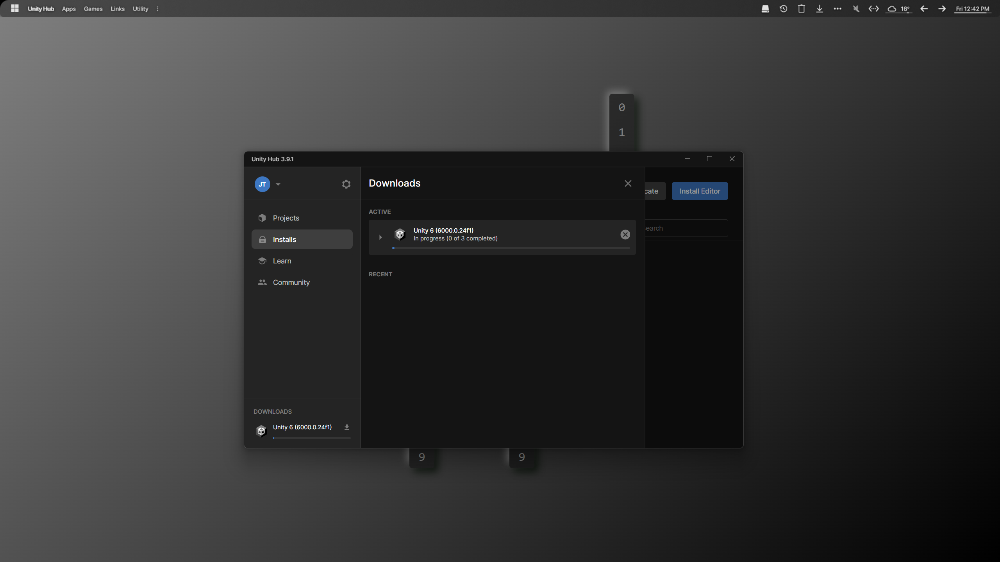 Unity Hub Apps Games Links Utility
16° Fri 12:42 PM
0
1
Unity Hub 3.9.1
JT
Downloads
cate
Install Editor
Projects
Installs
Learn
Community
ACTIVE
Unity 6 (6000.0.24f1)
In progress (0 of 3 completed)
earch
RECENT
DOWNLOADS
Unity 6 (6000.0.24f1)
9
9